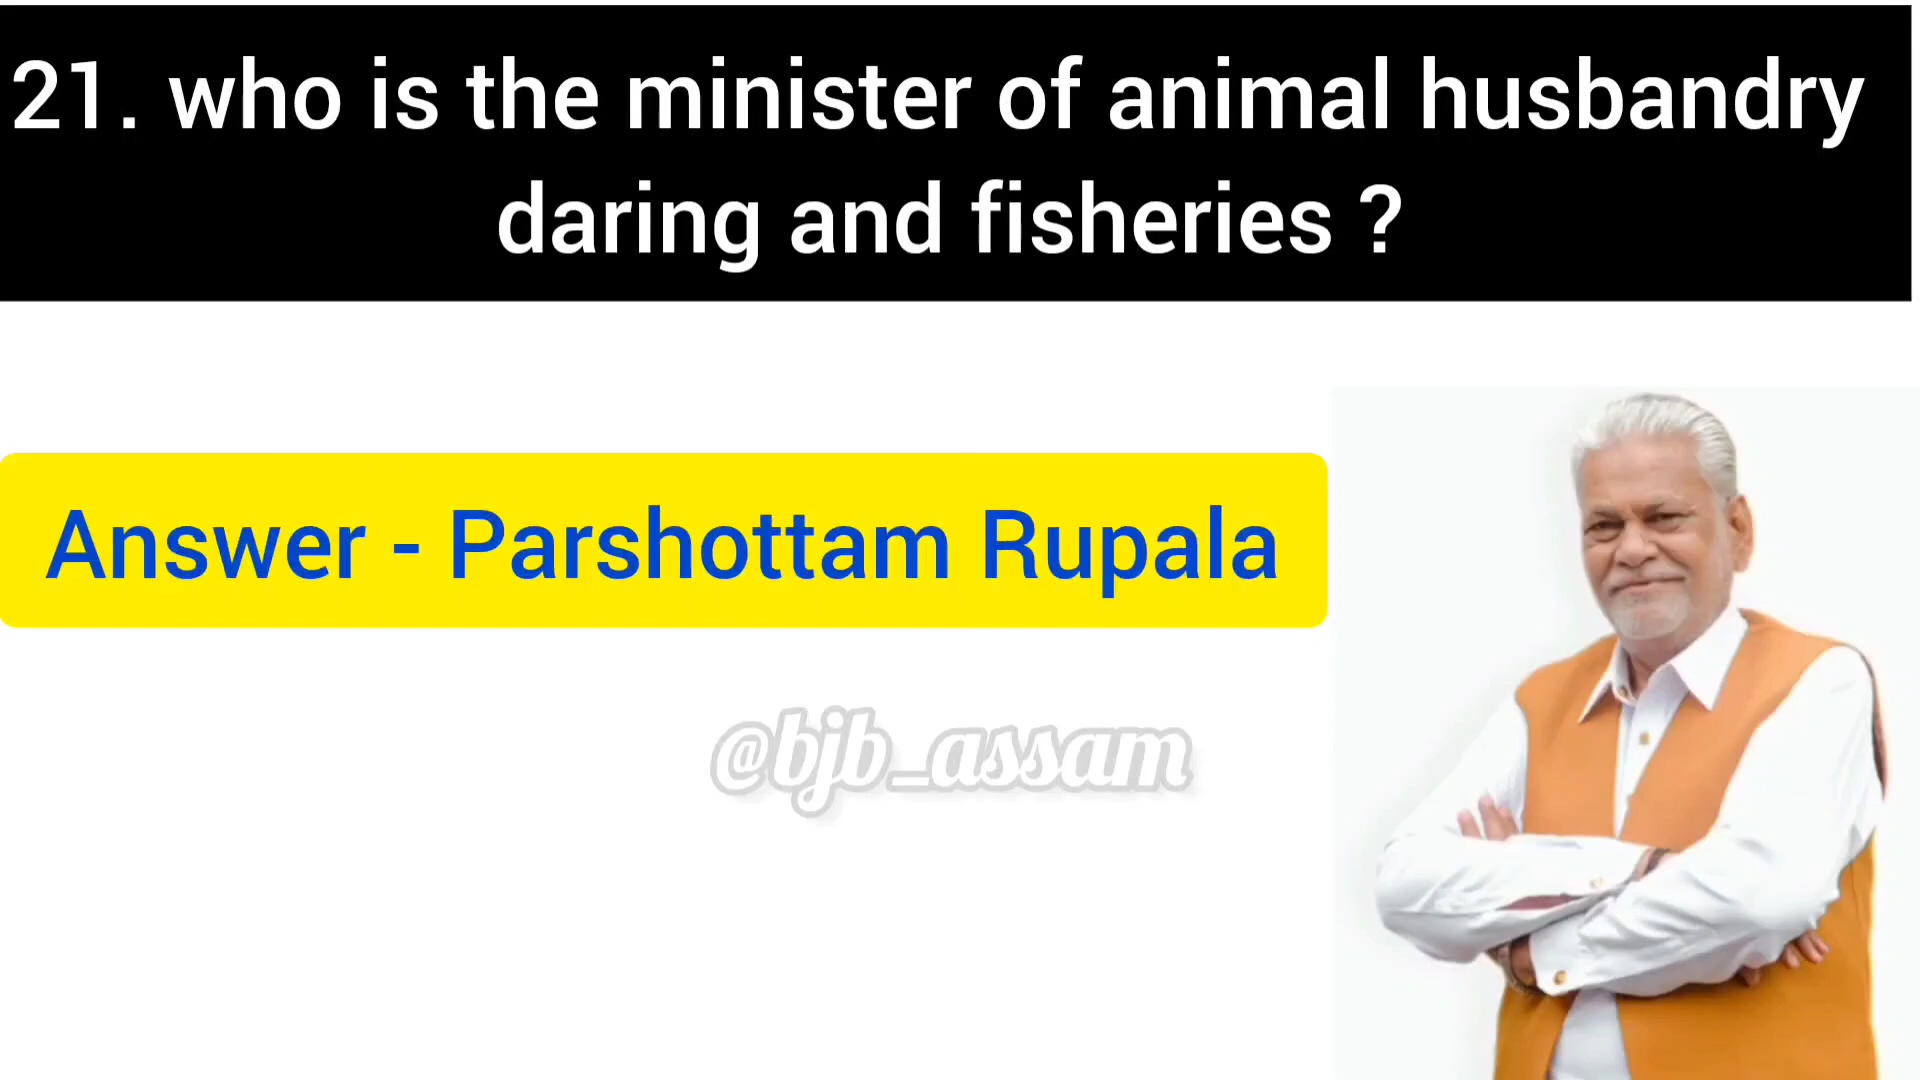 21. who is the minister of animal husbandry
daring and fisheries ?
Answer - Parshottam Rupala
@bjb_assam